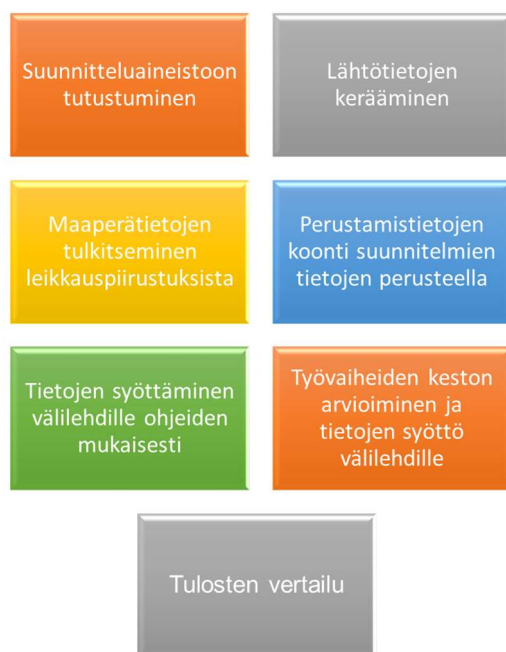 Suunnitteluaineistoon
tutustuminen
Lähtötietojen
kerääminen
Maaperätietojen
tulkitseminen
leikkauspiirustuksista
Perustamistietojen
koonti suunnitelmien
tietojen perusteella
Tietojen syöttäminen
välilehdille ohjeiden
mukaisesti
Työvaiheiden keston
arvioiminen ja
tietojen syöttö
välilehdille
Tulosten vertailu